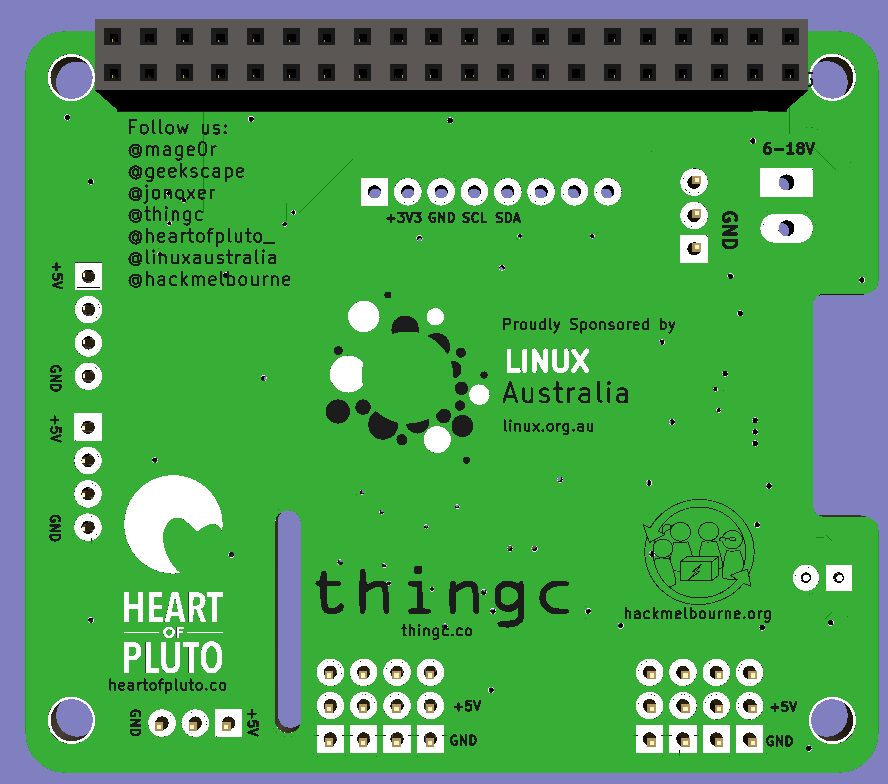 Follow us:
@mage0r
@geekscape
@jonoxer
@thingc
@heartofpluto_
@linuxaustralia
@hackmelbourne
6-18V
GND
+3V3 GND SCL SDA
+5V
GND
+5V
GND
Proudly Sponsored by
LINUX
Australia
linux.org.au
HEART
OF
PLUTO
heartofpluto.co
thingc
thingc.co
hackmelbourne.org
GND
+5V
+5V
GND
+5V
GND